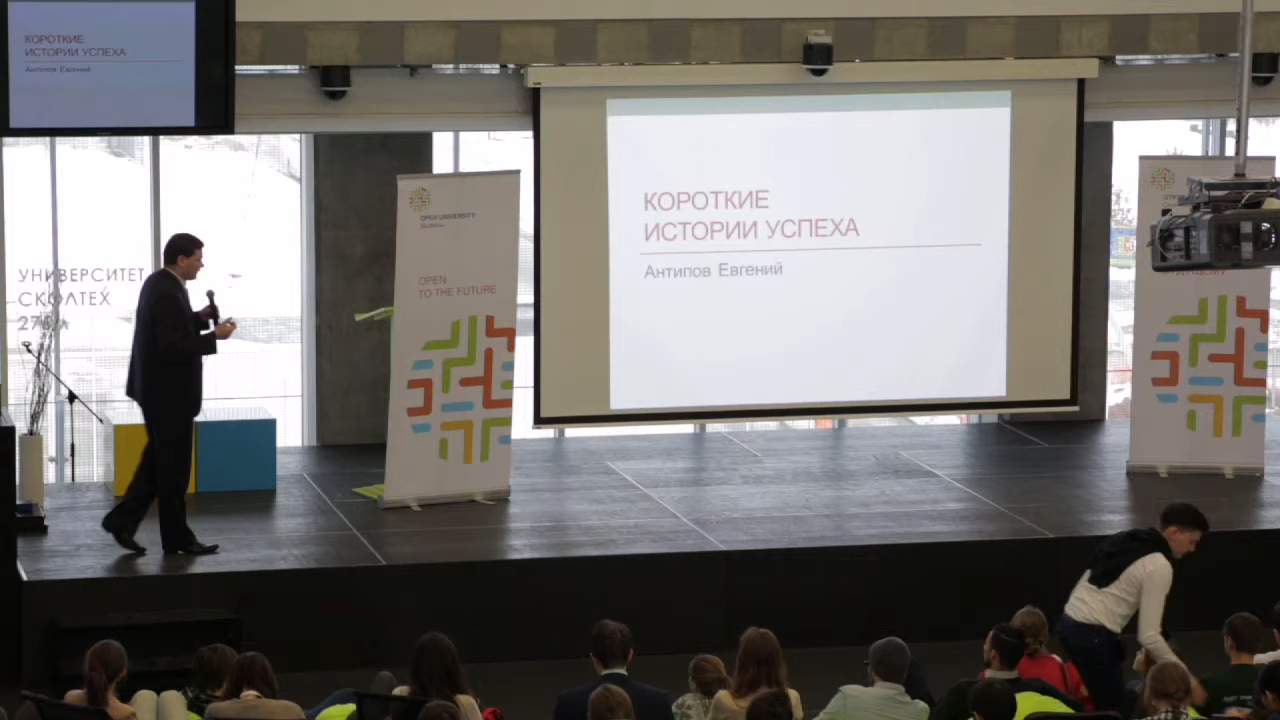 КОРОТКИЕ
ИСТОРИИ УСПЕХА
Антипов Евгений
КОРОТКИЕ
ИСТОРИИ УСПЕХА
Антипов Евгений
OPEN UNIVERSITY
OPEN
TO THE FUTURE
УНИВЕРСИТЕТ
СКОЛТЕХ